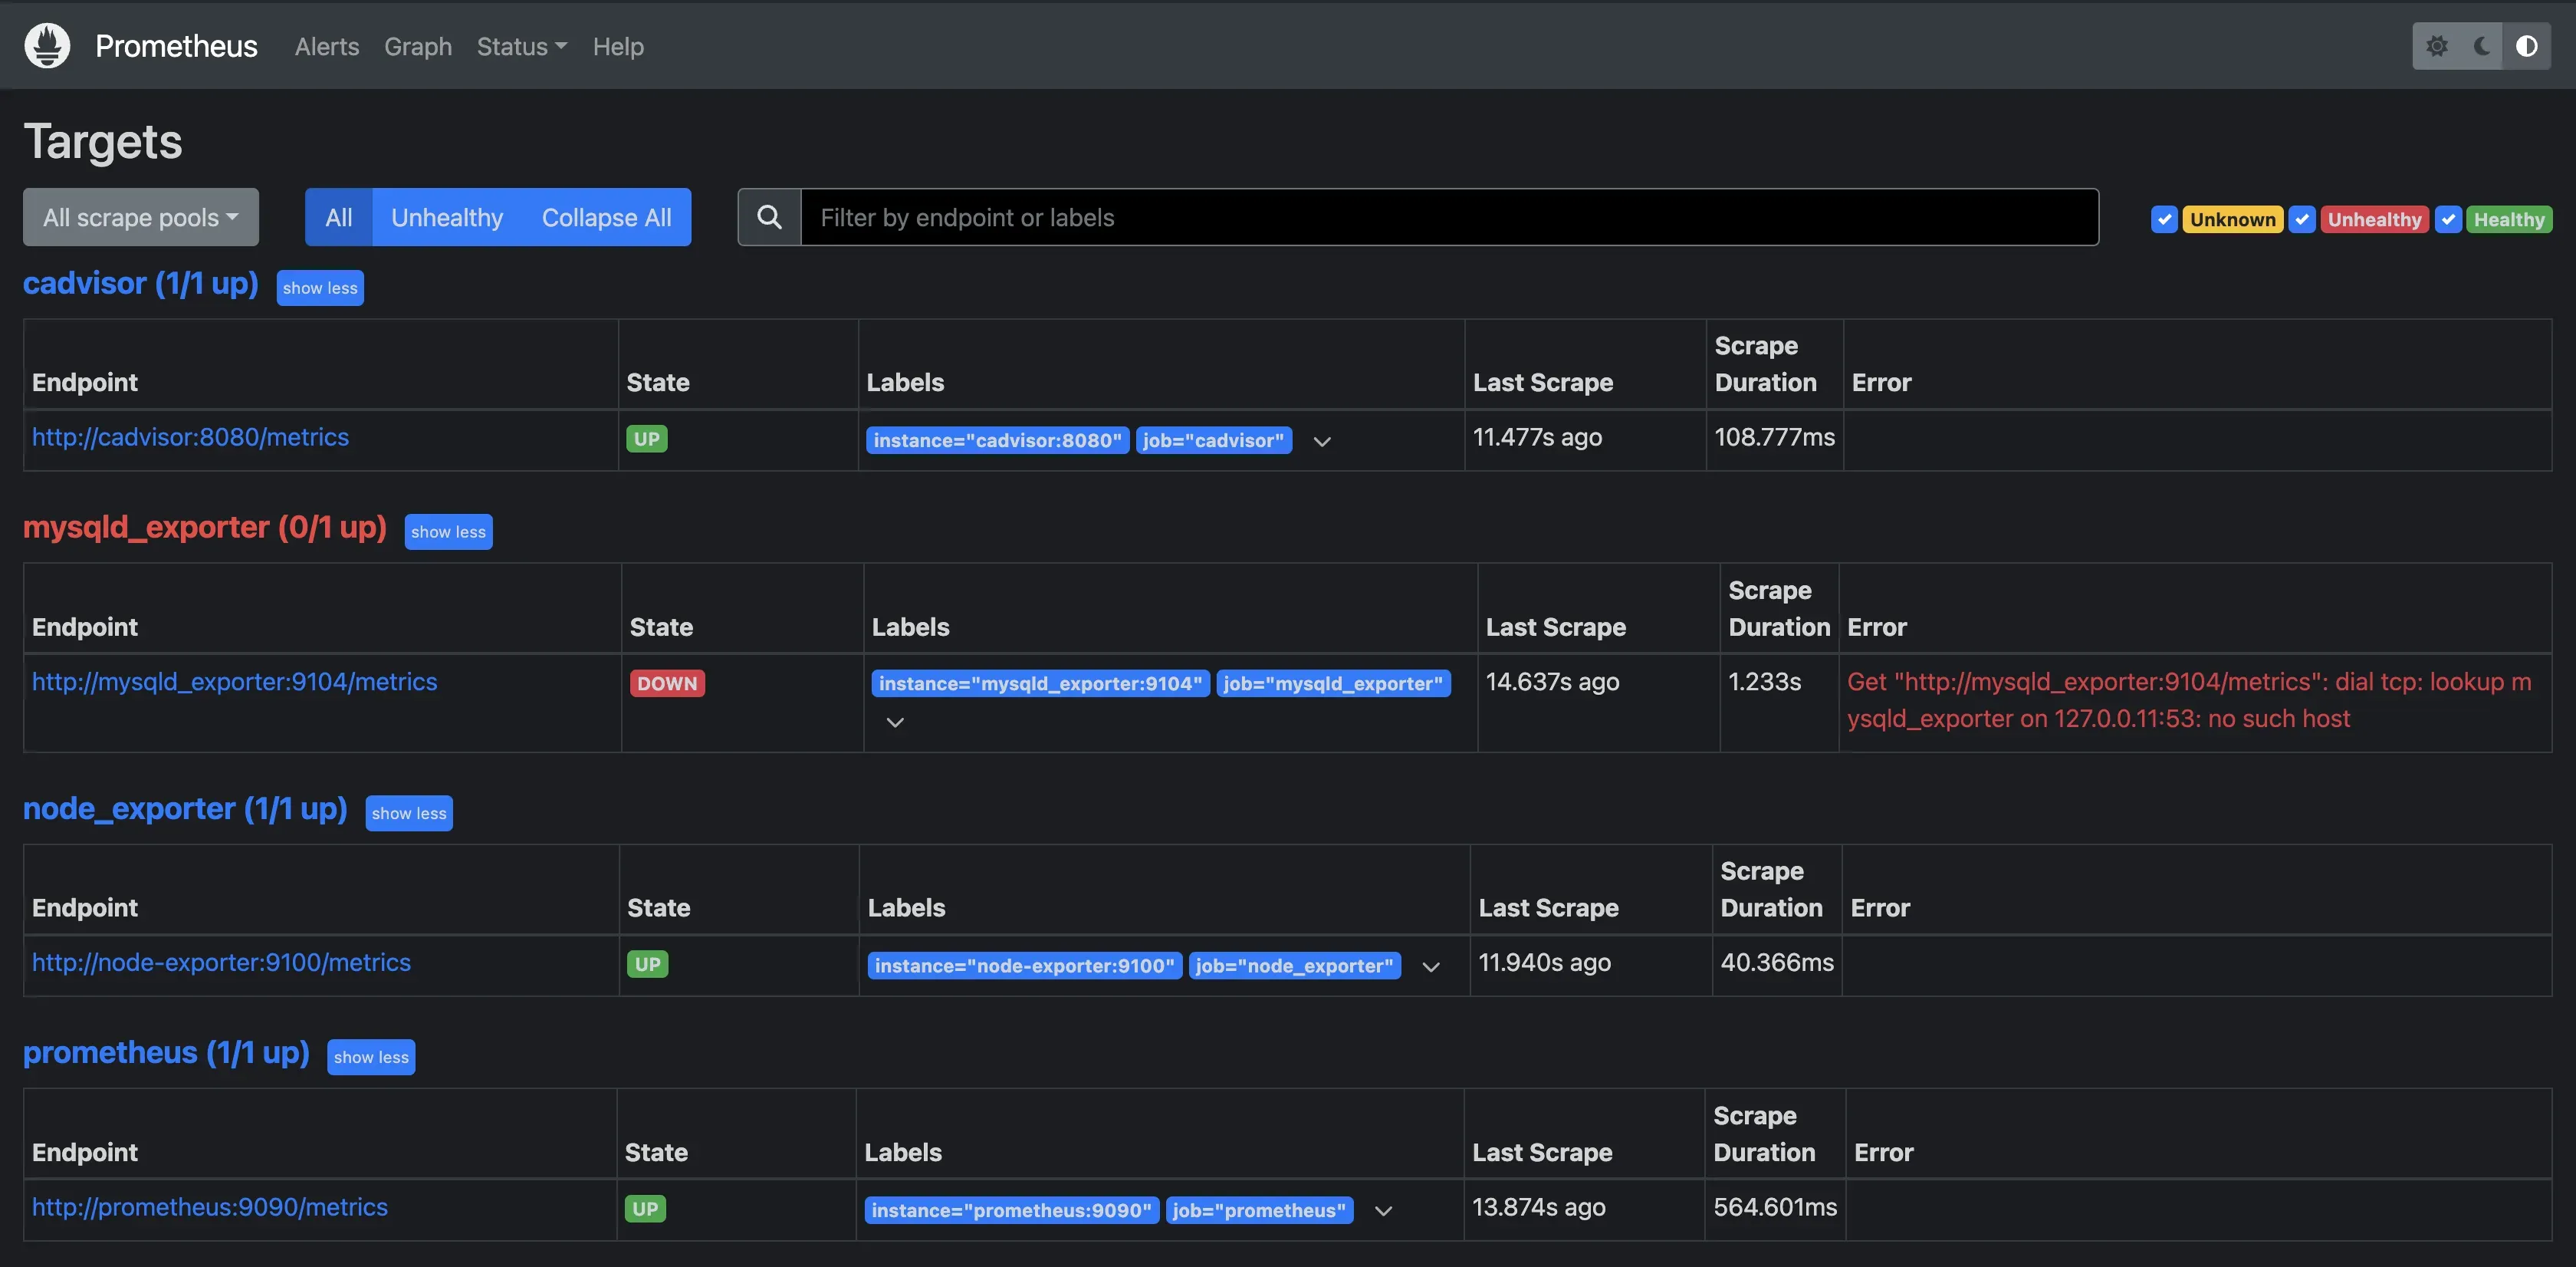 Prometheus Alerts Graph Status Help
Targets
All scrape pools All Unhealthy Collapse All Filter by endpoint or labels Unknown Unhealthy Healthy
cadvisor (1/1 up) show less
Endpoint State Labels Last Scrape Scrape Duration Error
http://cadvisor:8080/metrics UP instance="cadvisor:8080" job="cadvisor" 11.477s ago 108.777ms
mysqld_exporter (0/1 up) show less
Endpoint State Labels Last Scrape Scrape Duration Error
http://mysqld_exporter:9104/metrics DOWN instance="mysqld_exporter:9104" job="mysqld_exporter" 14.637s ago 1.233s Get "http://mysqld_exporter:9104/metrics": dial tcp: lookup m
ysqld_exporter on 127.0.0.11:53: no such host
node_exporter (1/1 up) show less
Endpoint State Labels Last Scrape Scrape Duration Error
http://node-exporter:9100/metrics UP instance="node-exporter:9100" job="node_exporter" 11.940s ago 40.366ms
prometheus (1/1 up) show less
Endpoint State Labels Last Scrape Scrape Duration Error
http://prometheus:9090/metrics UP instance="prometheus:9090" job="prometheus" 13.874s ago 564.601ms